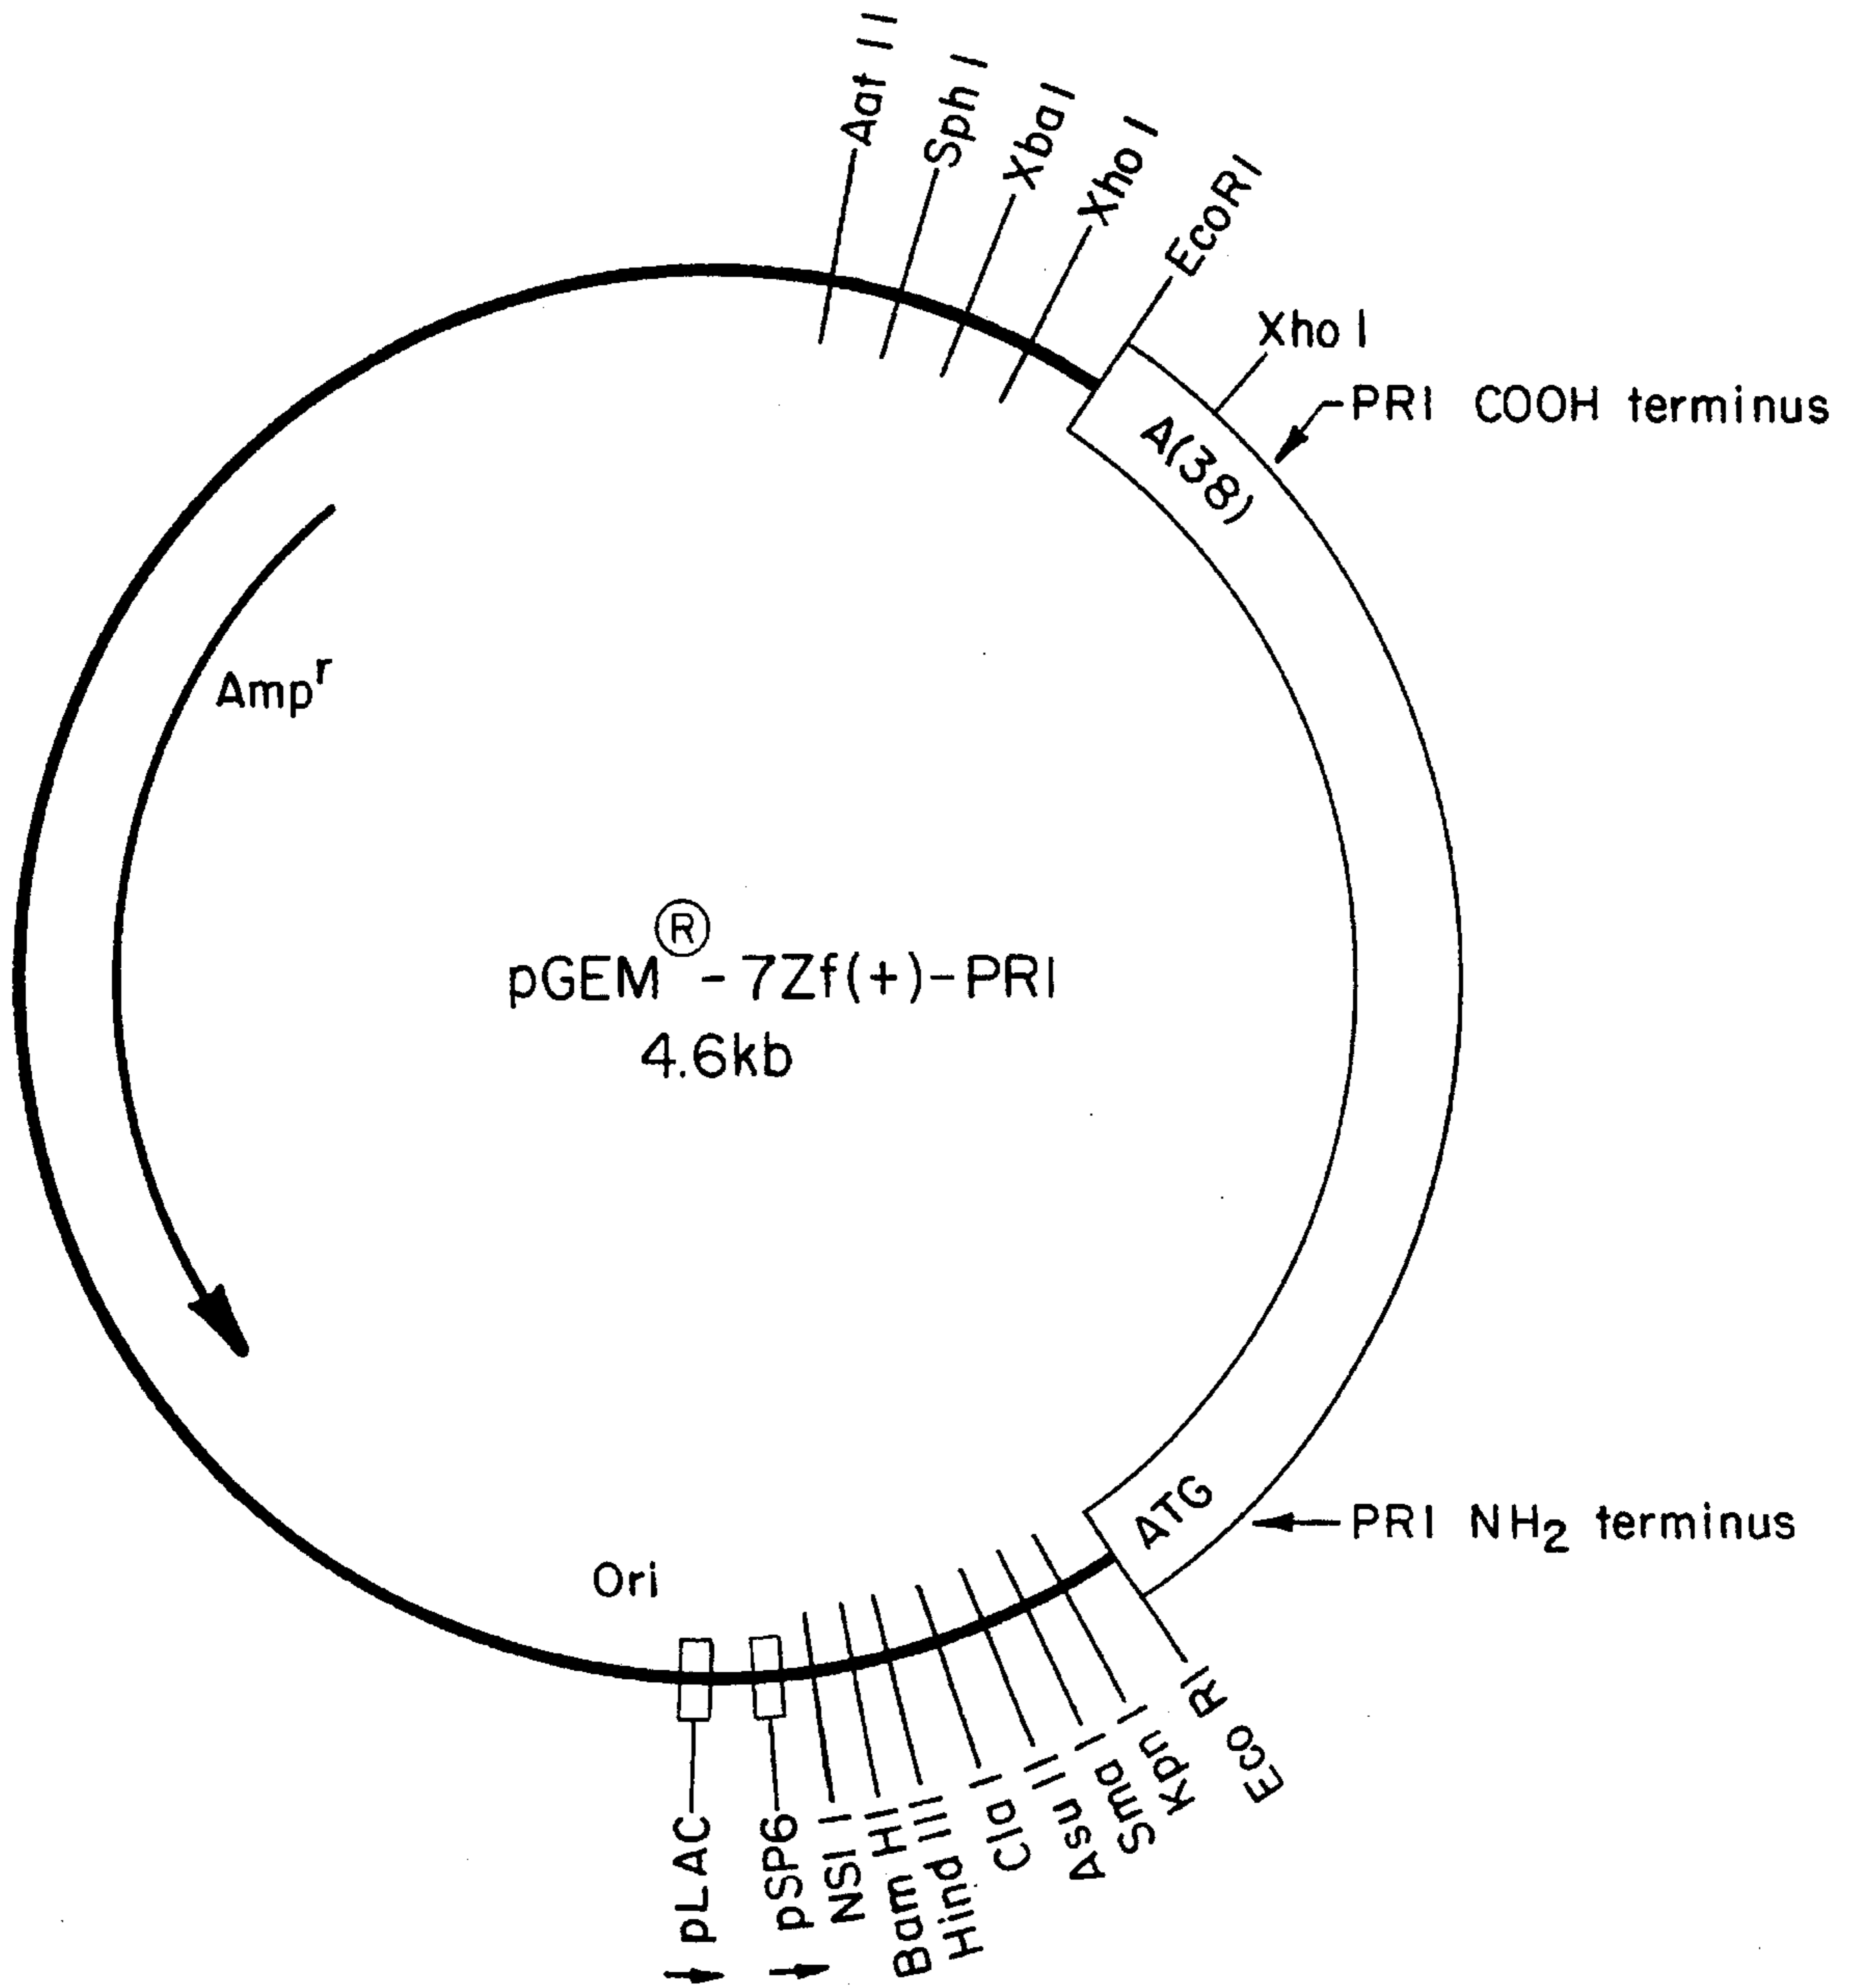 Aat II
Sph I
Xba I
Xho I
EcoRI
Xho I
PRI COOH terminus
A(38)
Amp r
pGEM®-7Zf(+)-PRI
4.6kb
ATG
PRI NH2 terminus
Ori
pLAC
pSP6
NSI I
Bam HI
Hind III
Cla I
Asu II
Sma I
Kpn I
Eco RI